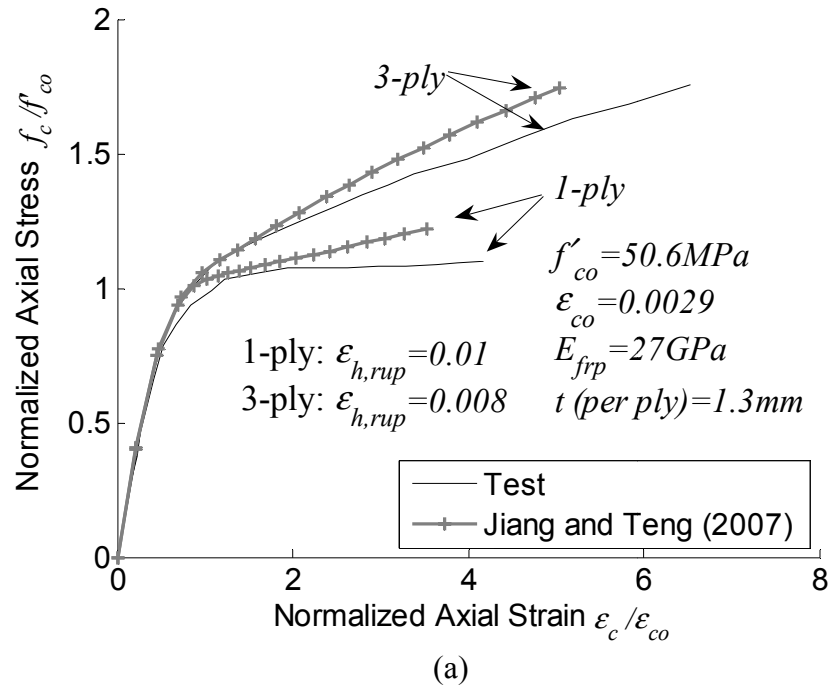 Normalized Axial Stress f_c/f'_co
2
1.5
1
0.5
0
3-ply
1-ply
f'_co=50.6MPa
ε_co=0.0029
1-ply: ε_h,rup=0.01
E_frp=27GPa
3-ply: ε_h,rup=0.008
t (per ply)=1.3mm
Test
Jiang and Teng (2007)
0 2 4 6 8
Normalized Axial Strain ε_c/ε_co
(a)